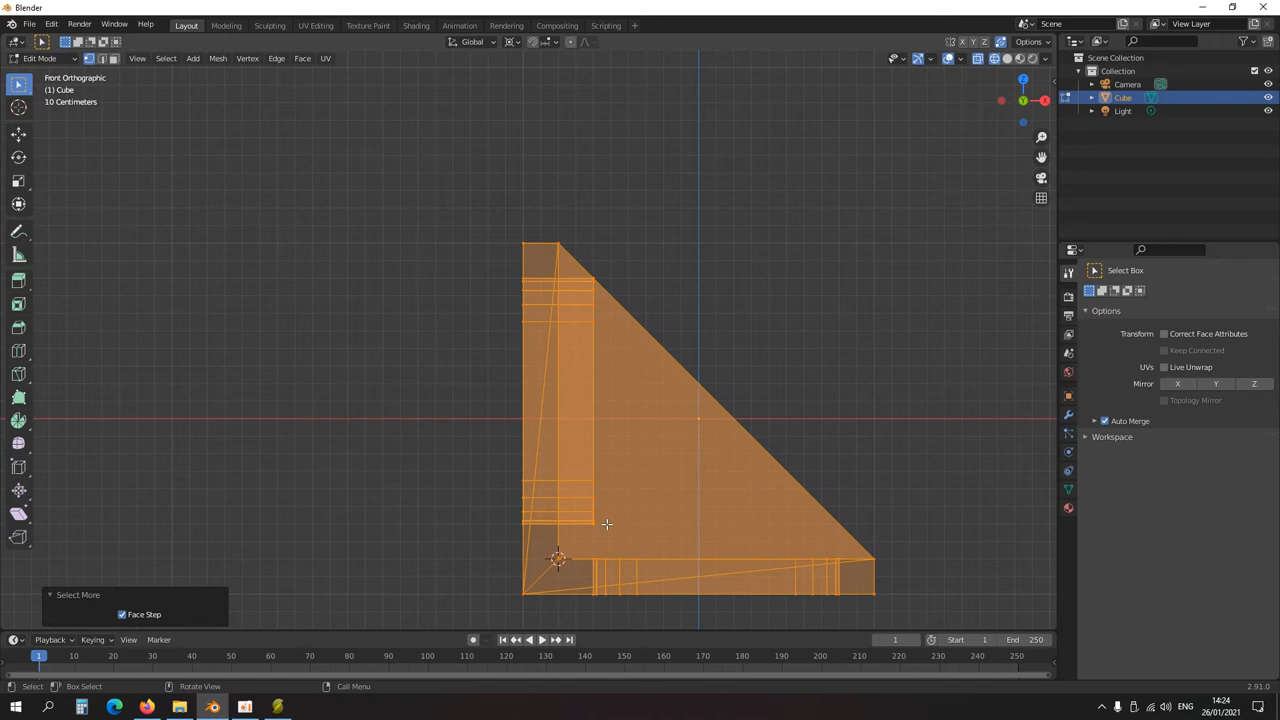 Blender
File Edit Render Window Help
Layout Modeling Sculpting UV Editing Texture Paint Shading Animation Rendering Compositing Scripting +
Scene
View Layer
Global
X Y Z
Options
Edit Mode
View Select Add Mesh Vertex Edge Face UV
Front Orthographic
(1) Cube
10 Centimeters
Z
Y
X
Scene Collection
Collection
Camera
Cube
Light
Select Box
Options
Transform Correct Face Attributes
Keep Connected
UVs Live Unwrap
Mirror X Y Z
Topology Mirror
Auto Merge
Workspace
Select More
Face Step
Playback Keying View Marker
1
Start 1
End 250
1 10 20 30 40 50 60 70 80 90 100 110 120 130 140 150 160 170 180 190 200 210 220 230 240 250
Select
Box Select
Rotate View
Call Menu
2.91.0
ENG
14:24
26/01/2021